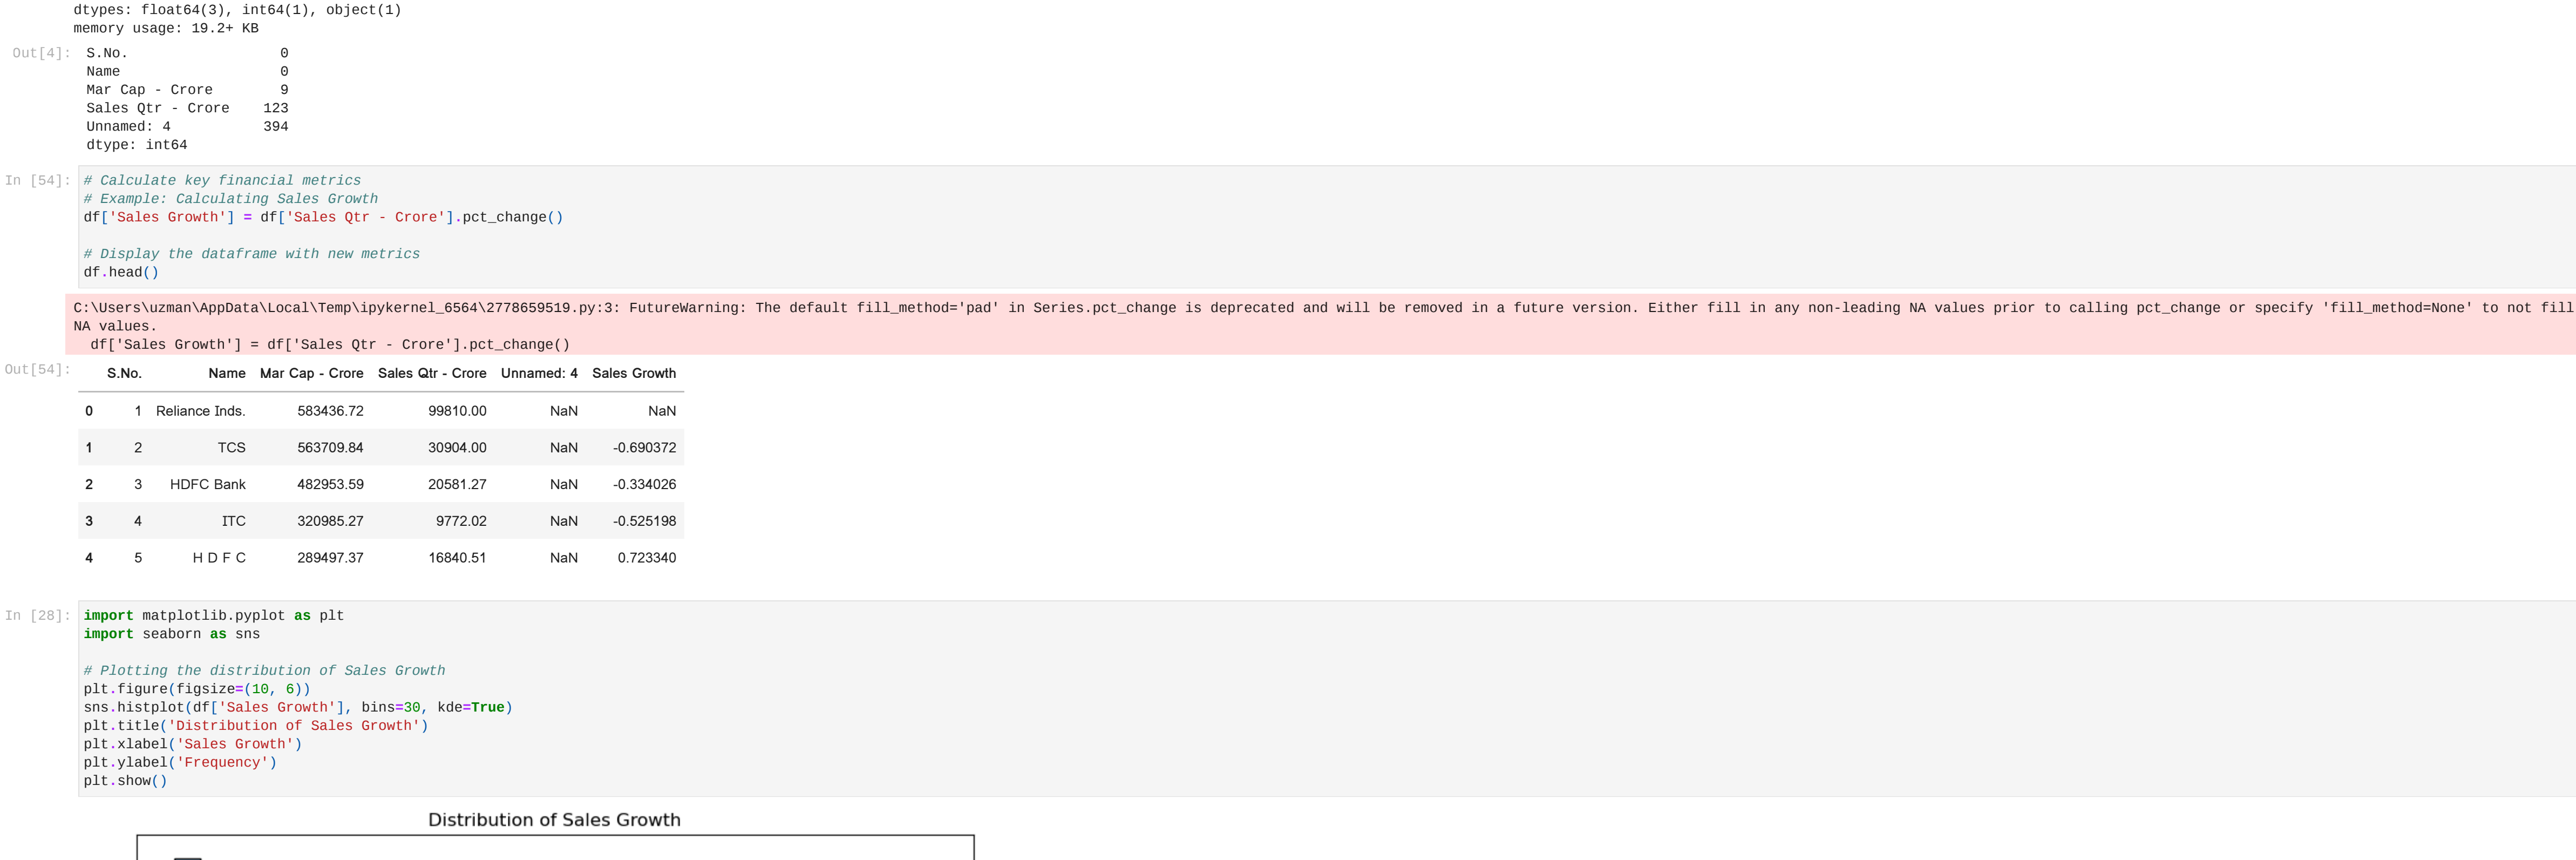 dtypes: float64(3), int64(1), object(1)
memory usage: 19.2+ KB
Out[4]: S.No. 0
Name 0
Mar Cap - Crore 9
Sales Qtr - Crore 123
Unnamed: 4 394
dtype: int64
In [54]: # Calculate key financial metrics
# Example: Calculating Sales Growth
df['Sales Growth'] = df['Sales Qtr - Crore'].pct_change()
# Display the dataframe with new metrics
df.head()
C:\Users\uzman\AppData\Local\Temp\ipykernel_6564\2778659519.py:3: FutureWarning: The default fill_method='pad' in Series.pct_change is deprecated and will be removed in a future version. Either fill in any non-leading NA values prior to calling pct_change or specify 'fill_method=None' to not fill
NA values.
df['Sales Growth'] = df['Sales Qtr - Crore'].pct_change()
Out[54]: S.No. Name Mar Cap - Crore Sales Qtr - Crore Unnamed: 4 Sales Growth
0 1 Reliance Inds. 583436.72 99810.00 NaN NaN
1 2 TCS 563709.84 30904.00 NaN -0.690372
2 3 HDFC Bank 482953.59 20581.27 NaN -0.334026
3 4 ITC 320985.27 9772.02 NaN -0.525198
4 5 H D F C 289497.37 16840.51 NaN 0.723340
In [28]: import matplotlib.pyplot as plt
import seaborn as sns
# Plotting the distribution of Sales Growth
plt.figure(figsize=(10, 6))
sns.histplot(df['Sales Growth'], bins=30, kde=True)
plt.title('Distribution of Sales Growth')
plt.xlabel('Sales Growth')
plt.ylabel('Frequency')
plt.show()
Distribution of Sales Growth